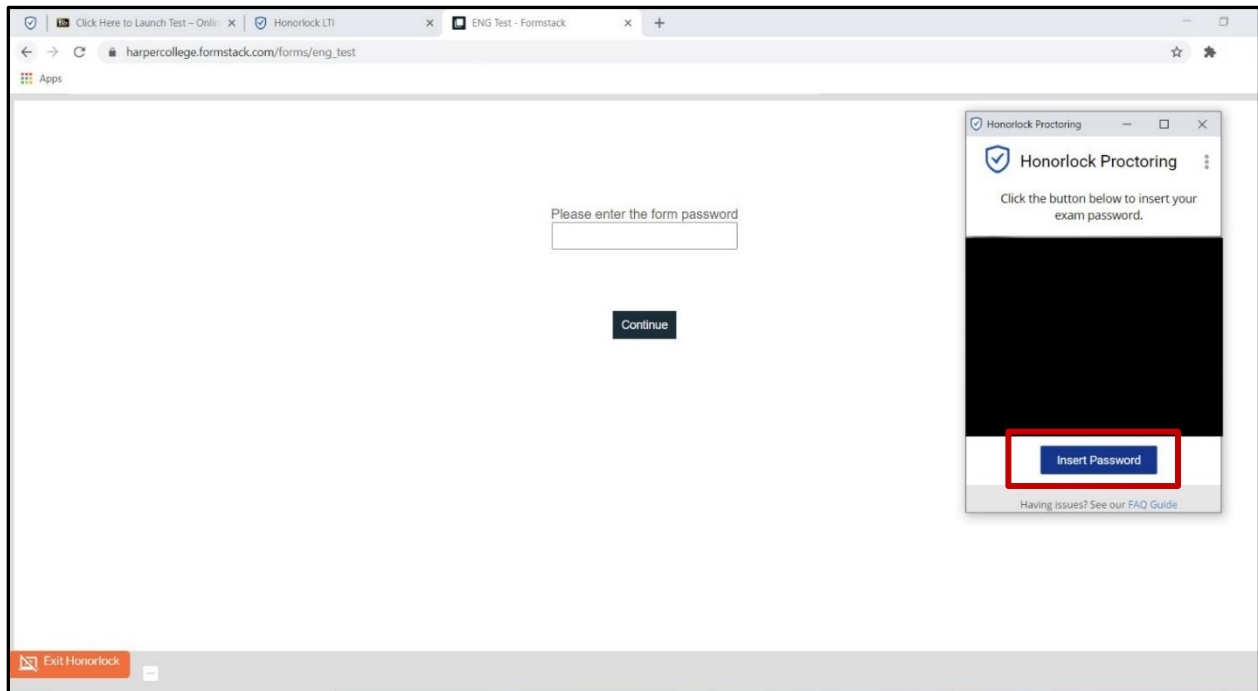 Click Here to Launch Test – Onlin
Honorlock LTI
ENG Test - Formstack
harpercollege.formstack.com/forms/eng_test
Apps
Honorlock Proctoring
Honorlock Proctoring
Click the button below to insert your
exam password.
Please enter the form password
Continue
Insert Password
Having issues? See our FAQ Guide
Exit Honorlock